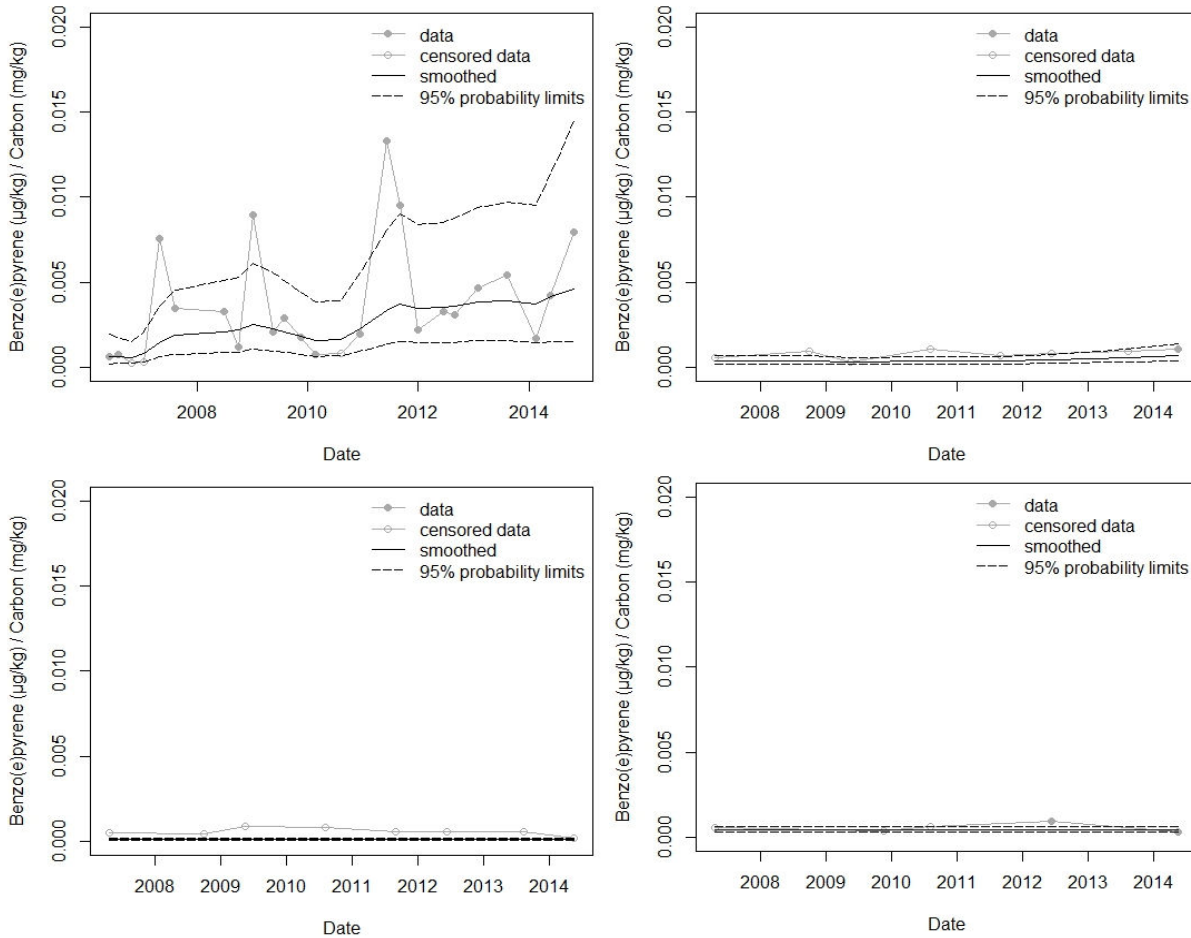 Benzo(e)pyrene (µg/kg) / Carbon (mg/kg)
0.000 0.005 0.010 0.015 0.020
data
censored data
smoothed
95% probability limits
2008 2010 2012 2014
Date
Benzo(e)pyrene (µg/kg) / Carbon (mg/kg)
0.000 0.005 0.010 0.015 0.020
data
censored data
smoothed
95% probability limits
2008 2009 2010 2011 2012 2013 2014
Date
Benzo(e)pyrene (µg/kg) / Carbon (mg/kg)
0.000 0.005 0.010 0.015 0.020
data
censored data
smoothed
95% probability limits
2008 2009 2010 2011 2012 2013 2014
Date
Benzo(e)pyrene (µg/kg) / Carbon (mg/kg)
0.000 0.005 0.010 0.015 0.020
data
censored data
smoothed
95% probability limits
2008 2009 2010 2011 2012 2013 2014
Date